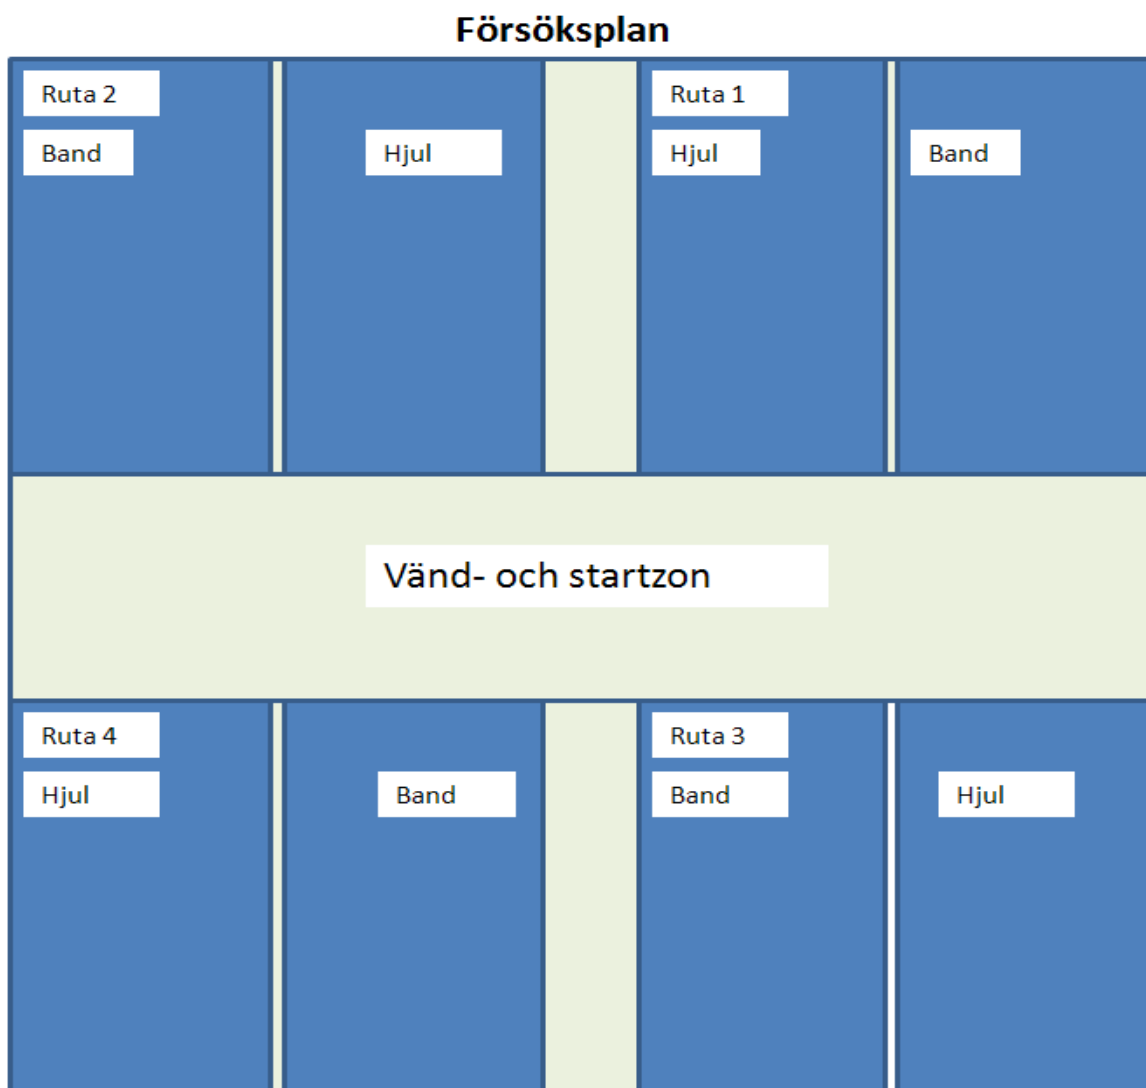 Försöksplan
Ruta 2
Ruta 1
Band
Hjul
Hjul
Band
Vänd- och startzon
Ruta 4
Ruta 3
Hjul
Band
Band
Hjul